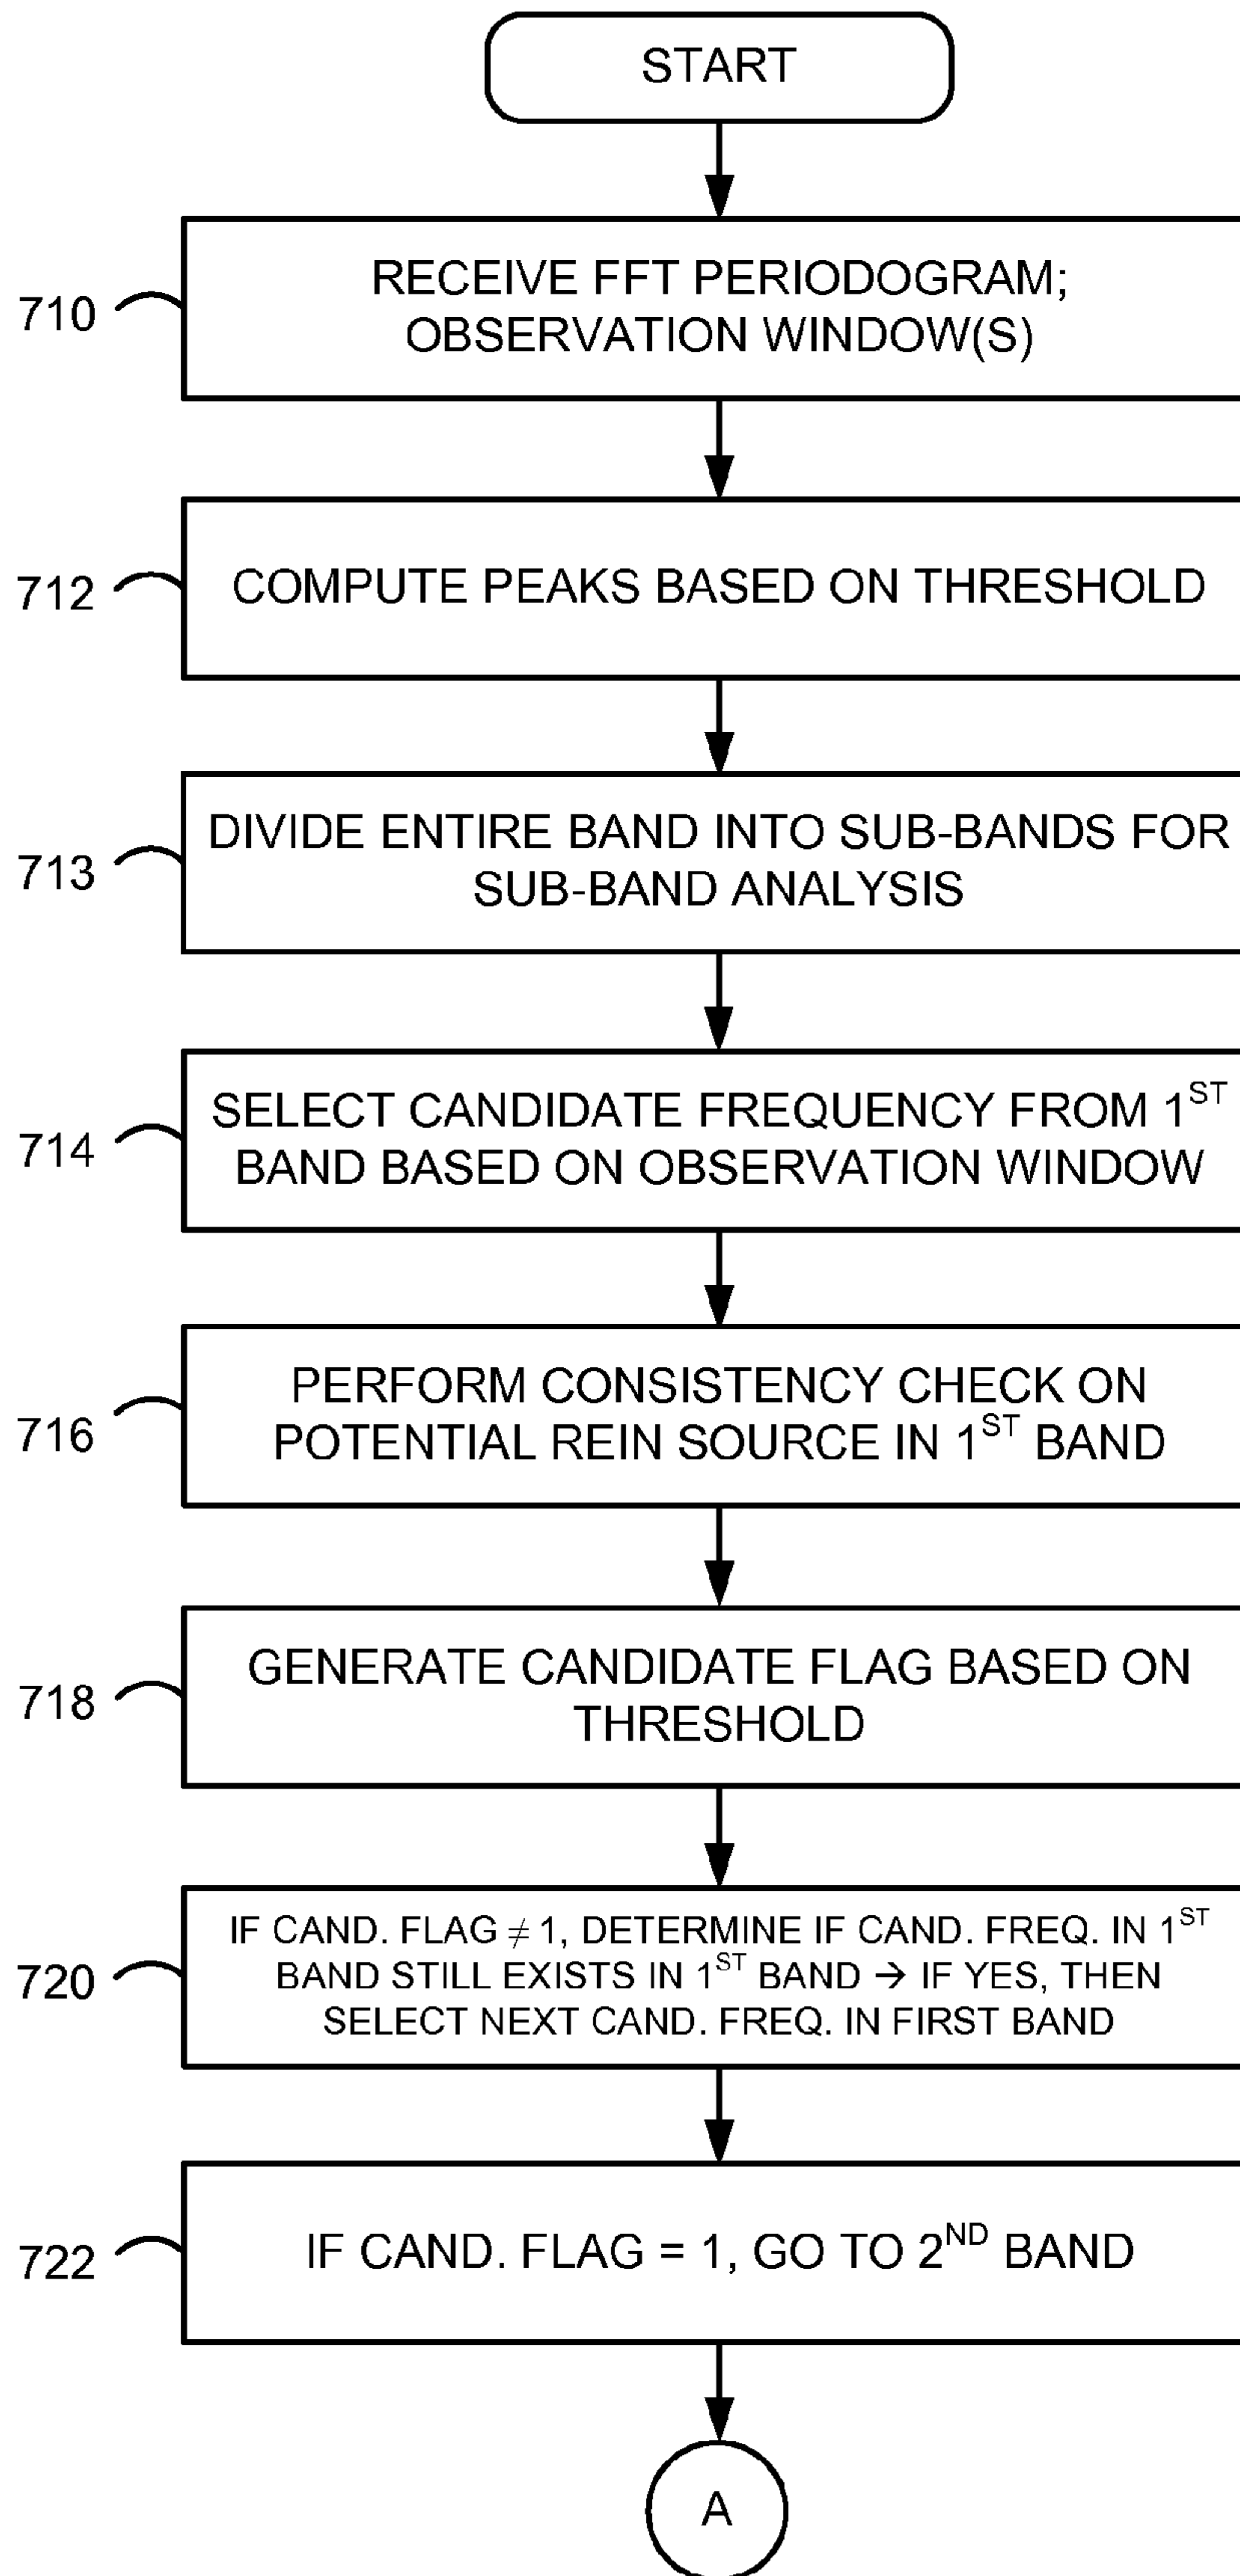 START
710
RECEIVE FFT PERIODOGRAM;
OBSERVATION WINDOW(S)
712
COMPUTE PEAKS BASED ON THRESHOLD
713
DIVIDE ENTIRE BAND INTO SUB-BANDS FOR
SUB-BAND ANALYSIS
714
SELECT CANDIDATE FREQUENCY FROM 1ST
BAND BASED ON OBSERVATION WINDOW
716
PERFORM CONSISTENCY CHECK ON
POTENTIAL REIN SOURCE IN 1ST BAND
718
GENERATE CANDIDATE FLAG BASED ON
THRESHOLD
720
IF CAND. FLAG ≠ 1, DETERMINE IF CAND. FREQ. IN 1ST
BAND STILL EXISTS IN 1ST BAND → IF YES, THEN
SELECT NEXT CAND. FREQ. IN FIRST BAND
722
IF CAND. FLAG = 1, GO TO 2ND BAND
A